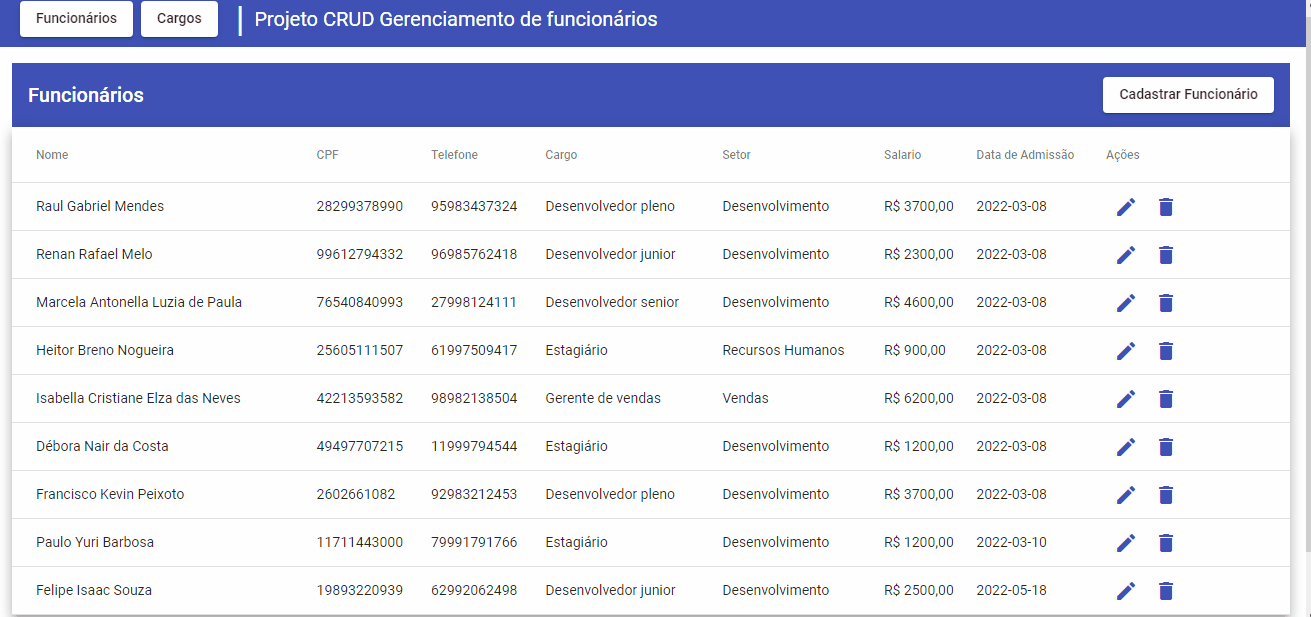 Funcionários Cargos Projeto CRUD Gerenciamento de funcionários
Funcionários Cadastrar Funcionário
Nome CPF Telefone Cargo Setor Salario Data de Admissão Ações
Raul Gabriel Mendes 28299378990 95983437324 Desenvolvedor pleno Desenvolvimento R$ 3700,00 2022-03-08
Renan Rafael Melo 99612794332 96985762418 Desenvolvedor junior Desenvolvimento R$ 2300,00 2022-03-08
Marcela Antonella Luzia de Paula 76540840993 27998124111 Desenvolvedor senior Desenvolvimento R$ 4600,00 2022-03-08
Heitor Breno Nogueira 25605111507 61997509417 Estagiário Recursos Humanos R$ 900,00 2022-03-08
Isabella Cristiane Elza das Neves 42213593582 98982138504 Gerente de vendas Vendas R$ 6200,00 2022-03-08
Débora Nair da Costa 49497707215 11999794544 Estagiário Desenvolvimento R$ 1200,00 2022-03-08
Francisco Kevin Peixoto 2602661082 92983212453 Desenvolvedor pleno Desenvolvimento R$ 3700,00 2022-03-08
Paulo Yuri Barbosa 11711443000 79991791766 Estagiário Desenvolvimento R$ 1200,00 2022-03-10
Felipe Isaac Souza 19893220939 62992062498 Desenvolvedor junior Desenvolvimento R$ 2500,00 2022-05-18